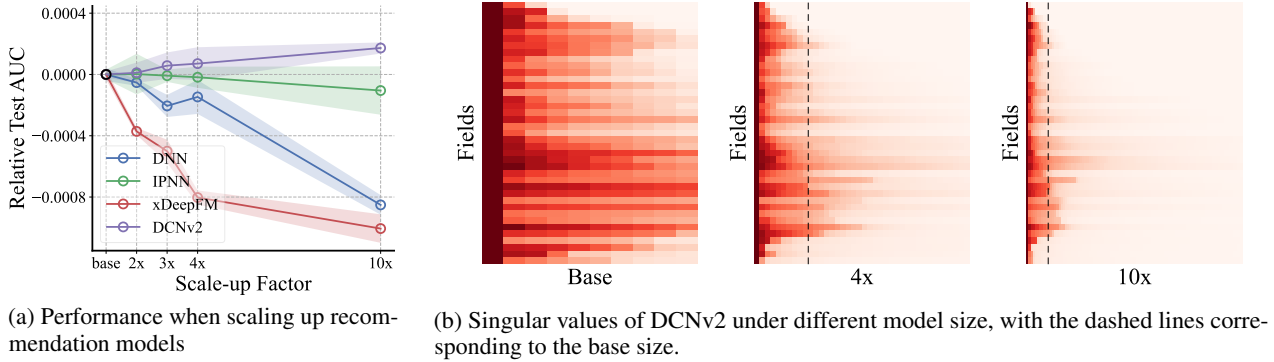 0.0004
0.0000
−0.0004
−0.0008
Relative Test AUC
DNN
IPNN
xDeepFM
DCNv2
base 2x 3x 4x 10x
Scale-up Factor
(a) Performance when scaling up recom-
mendation models
Fields
Base
Fields
4x
Fields
10x
(b) Singular values of DCNv2 under different model size, with the dashed lines corre-
sponding to the base size.